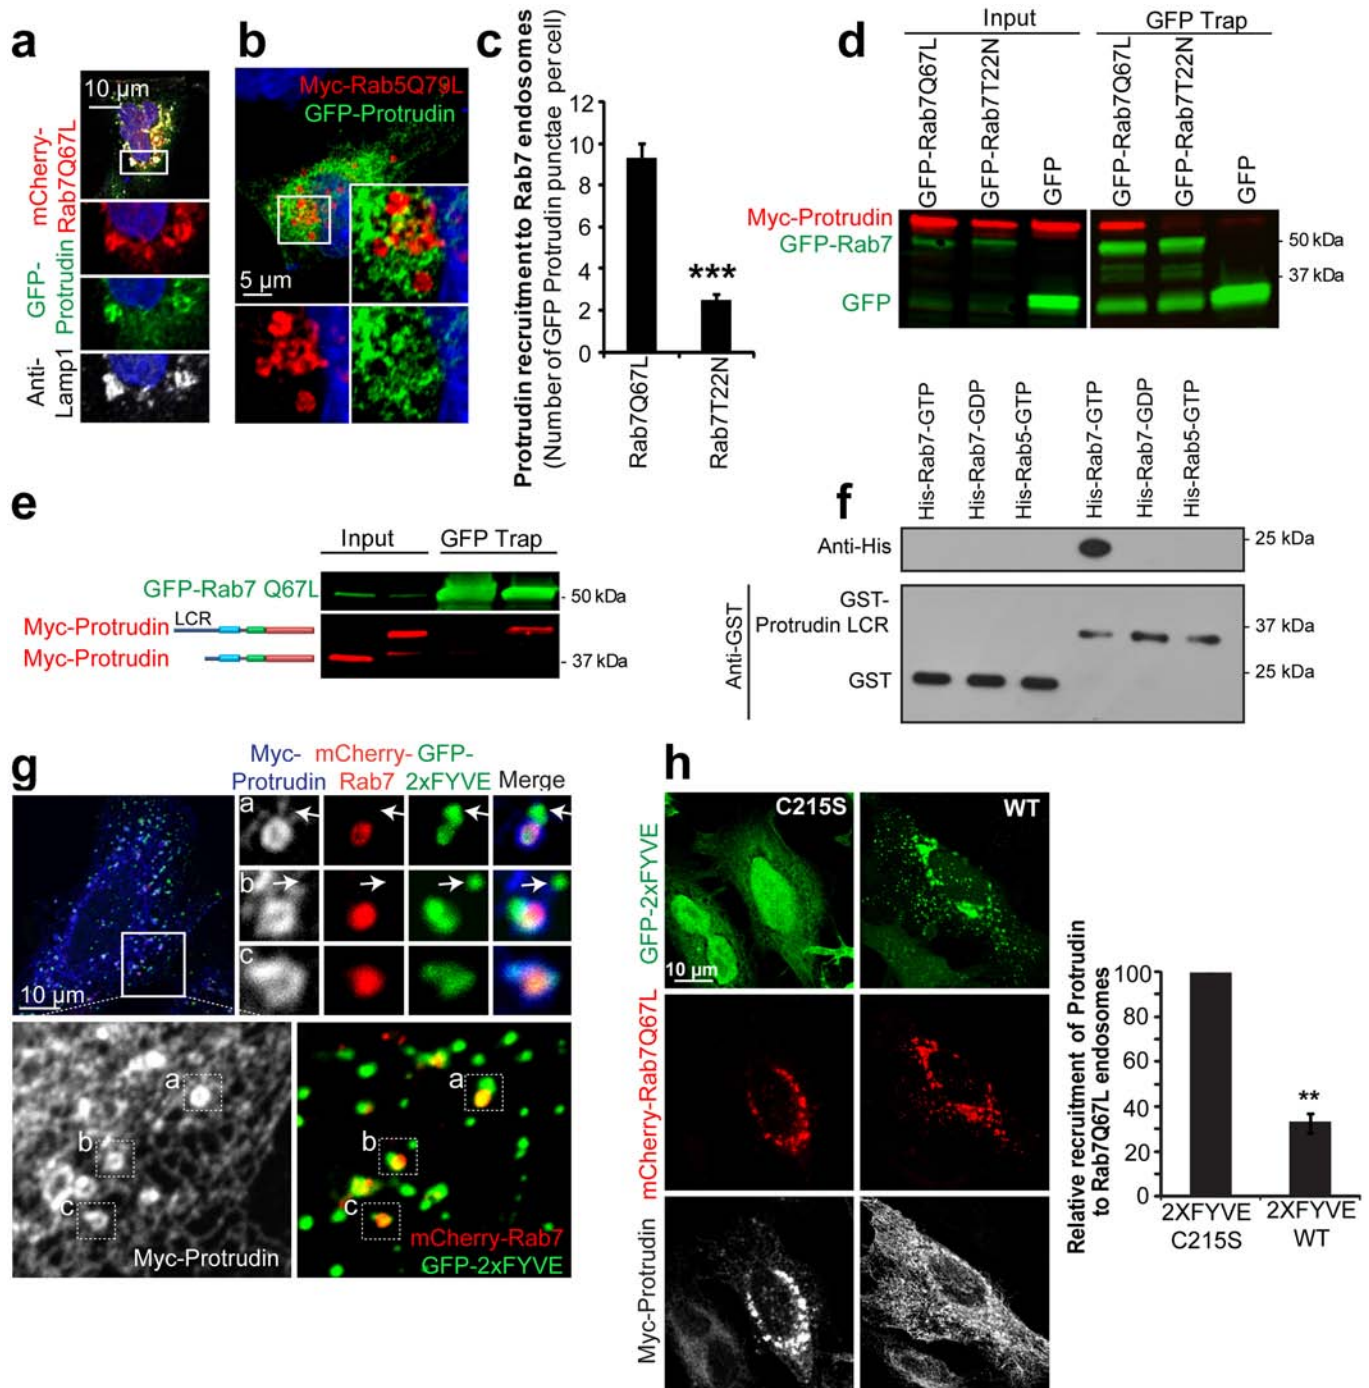 a
10 µm
mCherry-
Rab7Q67L
GFP-
Protrudin
Anti-
Lamp1
b
Myc-Rab5Q79L
GFP-Protrudin
5 µm
c
Protrudin recruitment to Rab7 endosomes
(Number of GFP Protrudin punctae per cell)
12
10
8
6
4
2
0
***
Rab7Q67L
Rab7T22N
d
Input
GFP Trap
GFP-Rab7Q67L
GFP-Rab7T22N
GFP
GFP-Rab7Q67L
GFP-Rab7T22N
GFP
Myc-Protrudin
GFP-Rab7
GFP
- 50 kDa
- 37 kDa
e
Input
GFP Trap
GFP-Rab7 Q67L
LCR
Myc-Protrudin
Myc-Protrudin
- 50 kDa
- 37 kDa
f
His-Rab7-GTP
His-Rab7-GDP
His-Rab5-GTP
His-Rab7-GTP
His-Rab7-GDP
His-Rab5-GTP
Anti-His
- 25 kDa
Anti-GST
GST-
Protrudin LCR
GST
- 37 kDa
- 25 kDa
g
Myc-
Protrudin
mCherry-
Rab7
GFP-
2xFYVE
Merge
a
b
c
10 µm
a
b
c
Myc-Protrudin
a
b
c
mCherry-Rab7
GFP-2xFYVE
h
C215S
WT
GFP-2xFYVE
10 µm
mCherry-Rab7Q67L
Myc-Protrudin
Relative recruitment of Protrudin
to Rab7Q67L endosomes
100
80
60
40
20
0
**
2XFYVE
C215S
2XFYVE
WT